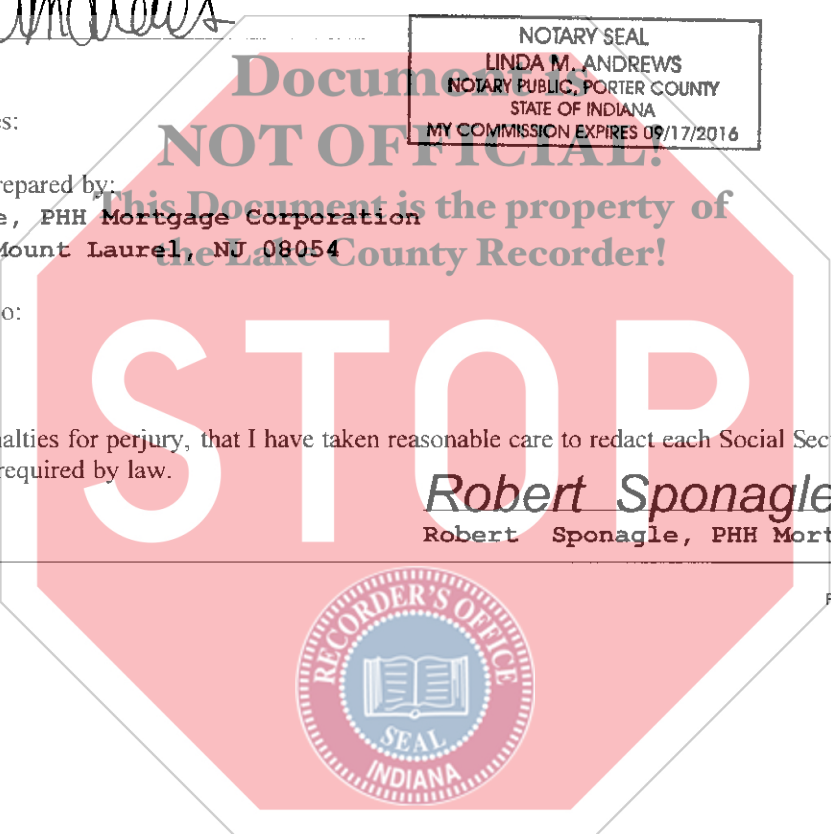 Andrews
NOTARY SEAL
LINDA M. ANDREWS
NOTARY PUBLIC, PORTER COUNTY
STATE OF INDIANA
MY COMMISSION EXPIRES 09/17/2016
Document is
NOT OFFICIAL!
This Document is the property of
the Lake County Recorder!
es:
repared by:
e, PHH Mortgage Corporation
Mount Laurel, NJ 08054
o:
STOP
nalties for perjury, that I have taken reasonable care to redact each Social Sec
required by law.
Robert Sponagle
Robert Sponagle, PHH Mort
RECORDER'S OFFICE
SEAL
INDIANA